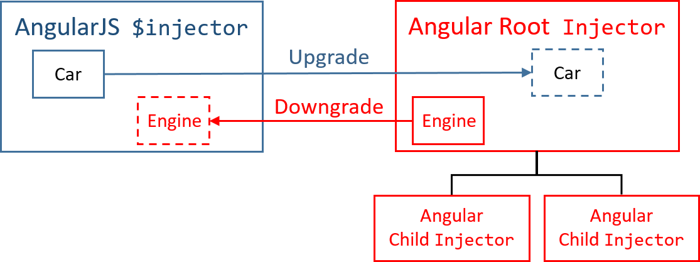 AngularJS $injector
Angular Root Injector
Car
Upgrade
Car
Engine
Downgrade
Engine
Angular
Child Injector
Angular
Child Injector